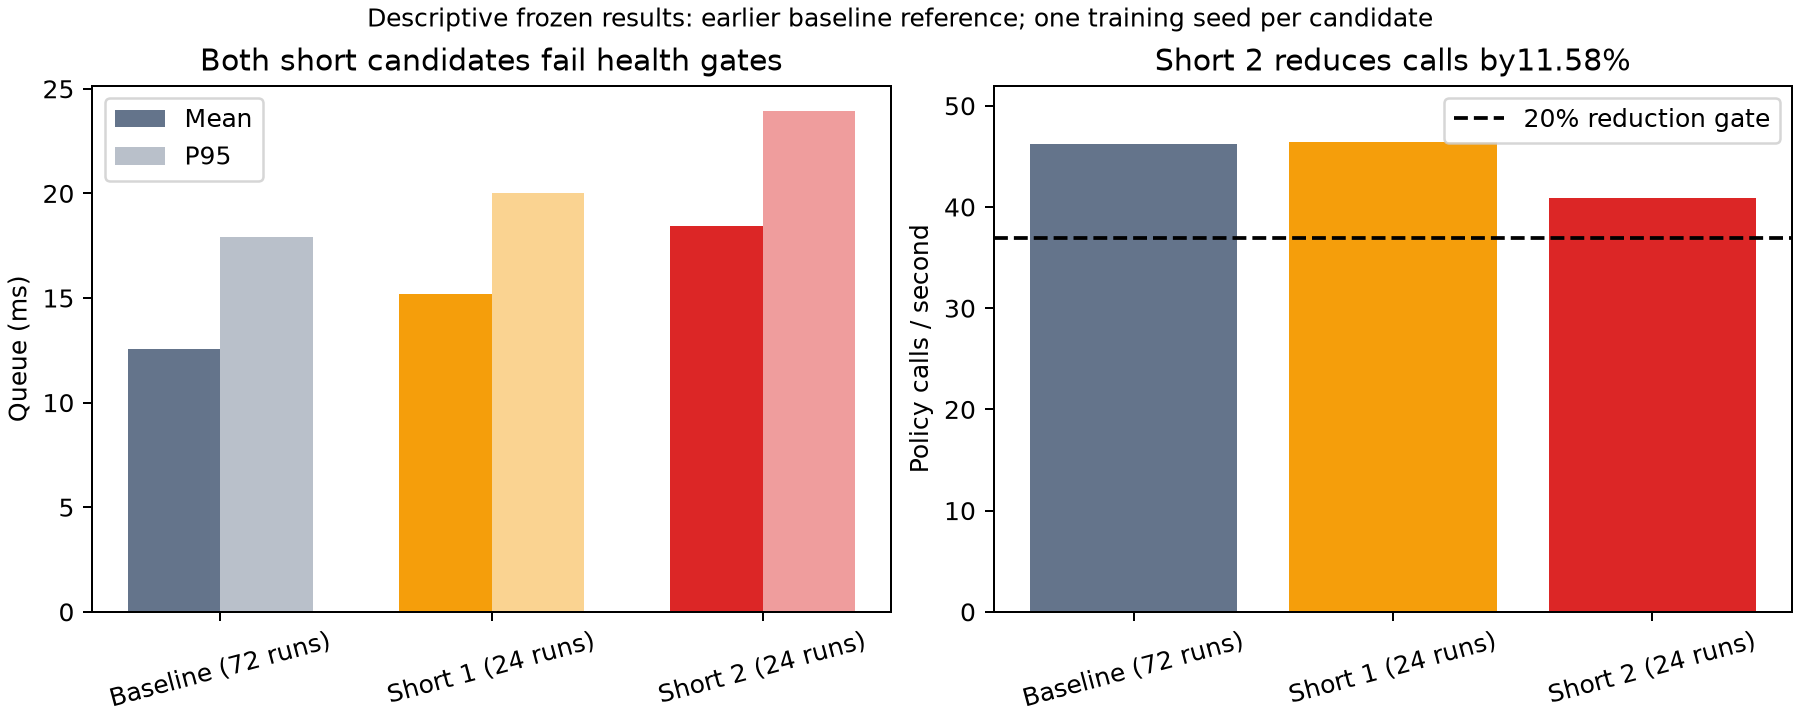 Descriptive frozen results: earlier baseline reference; one training seed per candidate
Both short candidates fail health gates
Mean
P95
Queue (ms)
25
20
15
10
5
0
Baseline (72 runs)
Short 1 (24 runs)
Short 2 (24 runs)
Short 2 reduces calls by11.58%
20% reduction gate
Policy calls / second
50
40
30
20
10
0
Baseline (72 runs)
Short 1 (24 runs)
Short 2 (24 runs)